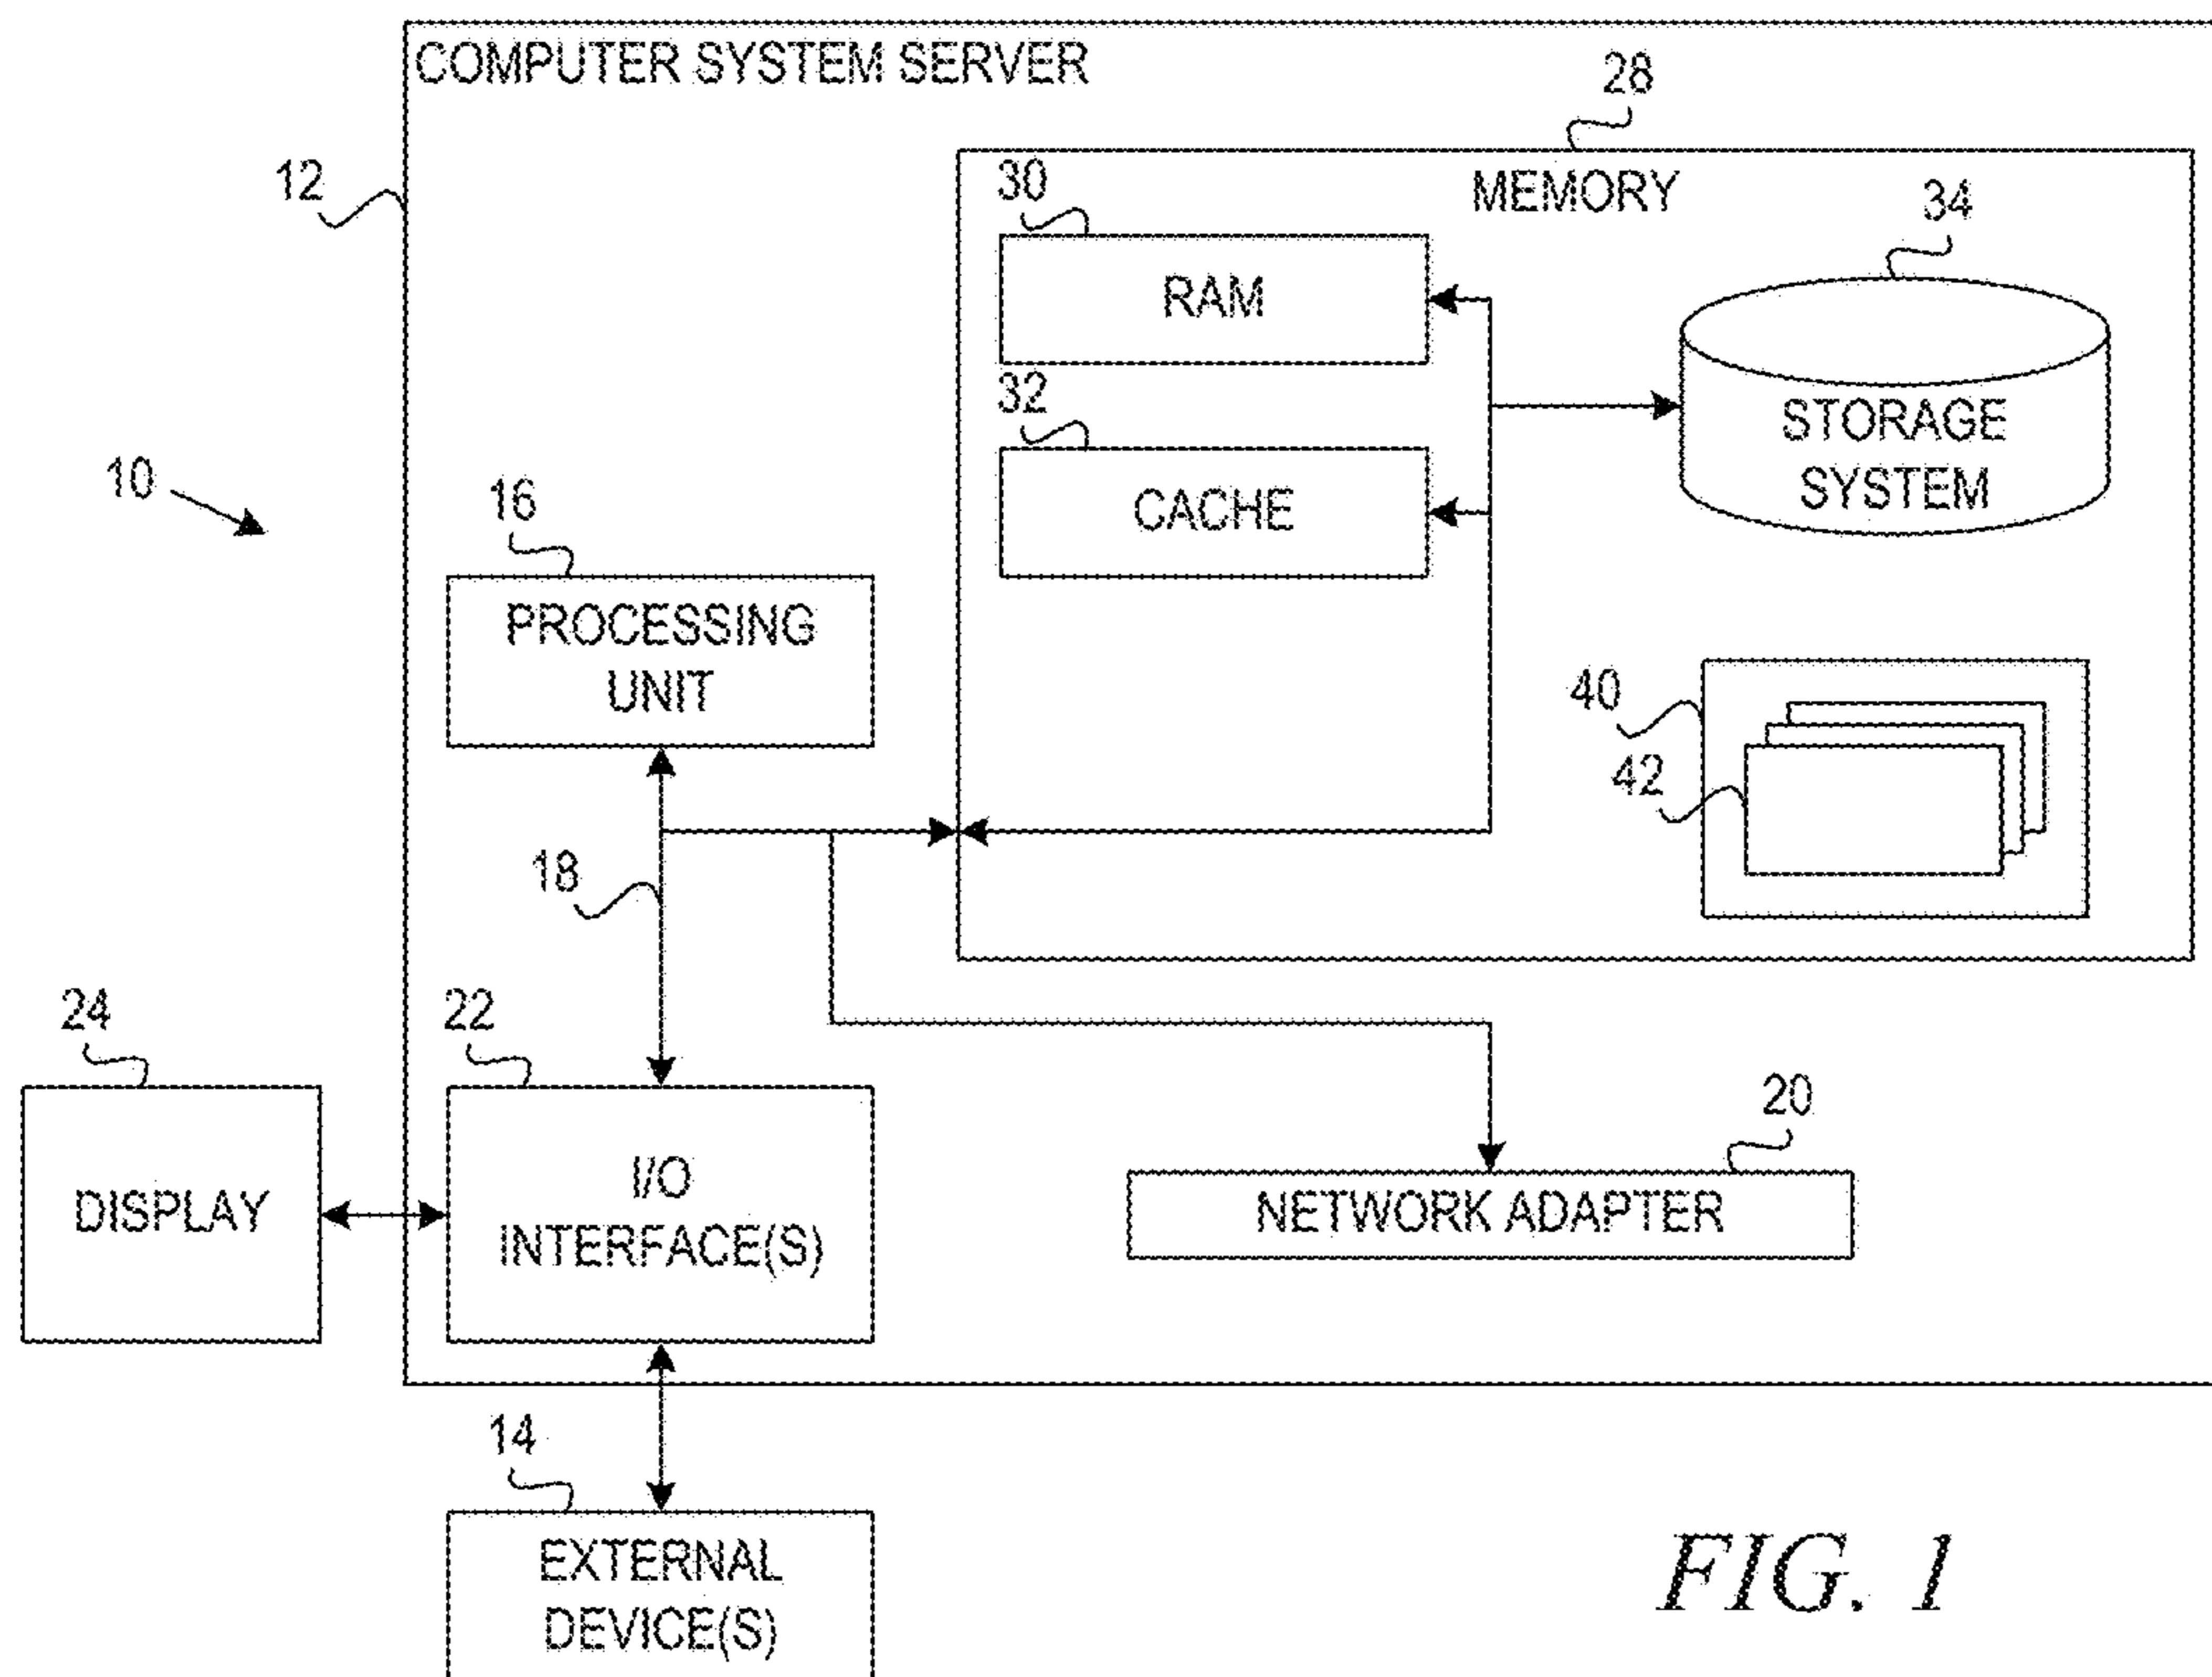 COMPUTER SYSTEM SERVER
28
12
30
MEMORY
34
RAM
32
STORAGE
SYSTEM
10
16
CACHE
PROCESSING
UNIT
40
42
18
24
22
20
DISPLAY
I/O
INTERFACE(S)
NETWORK ADAPTER
14
EXTERNAL
DEVICE(S)
FIG. 1